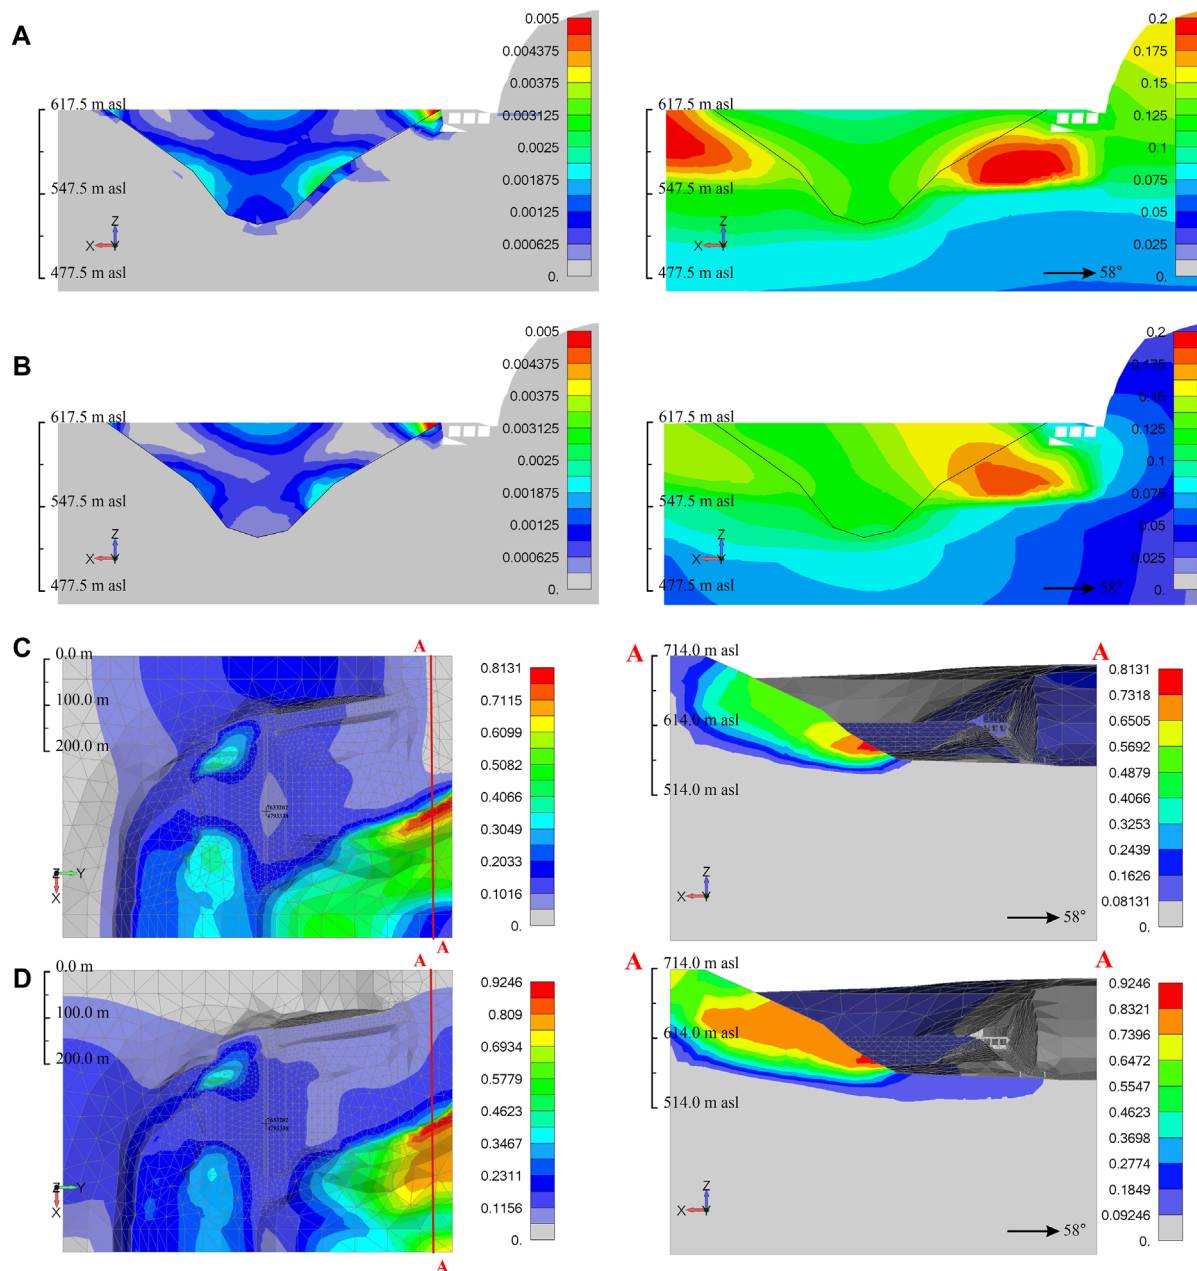 A
617.5 m asl
547.5 m asl
477.5 m asl
Z
X
0.005
0.004375
0.00375
0.003125
0.0025
0.001875
0.00125
0.000625
0.
617.5 m asl
547.5 m asl
477.5 m asl
Z
X
58°
0.2
0.175
0.15
0.125
0.1
0.075
0.05
0.025
0.
B
617.5 m asl
547.5 m asl
477.5 m asl
Z
X
0.005
0.004375
0.00375
0.003125
0.0025
0.001875
0.00125
0.000625
0.
617.5 m asl
547.5 m asl
477.5 m asl
Z
X
58°
0.2
0.175
0.15
0.125
0.1
0.075
0.05
0.025
0.
C
0.0 m
100.0 m
200.0 m
A
7633202
4793338
Z
Y
X
A
0.8131
0.7115
0.6099
0.5082
0.4066
0.3049
0.2033
0.1016
0.
A
714.0 m asl
614.0 m asl
514.0 m asl
A
Z
X
58°
0.8131
0.7318
0.6505
0.5692
0.4879
0.4066
0.3253
0.2439
0.1626
0.08131
0.
D
0.0 m
100.0 m
200.0 m
A
7633202
4793338
Z
Y
X
A
0.9246
0.809
0.6934
0.5779
0.4623
0.3467
0.2311
0.1156
0.
A
714.0 m asl
614.0 m asl
514.0 m asl
A
Z
X
58°
0.9246
0.8321
0.7396
0.6472
0.5547
0.4623
0.3698
0.2774
0.1849
0.09246
0.